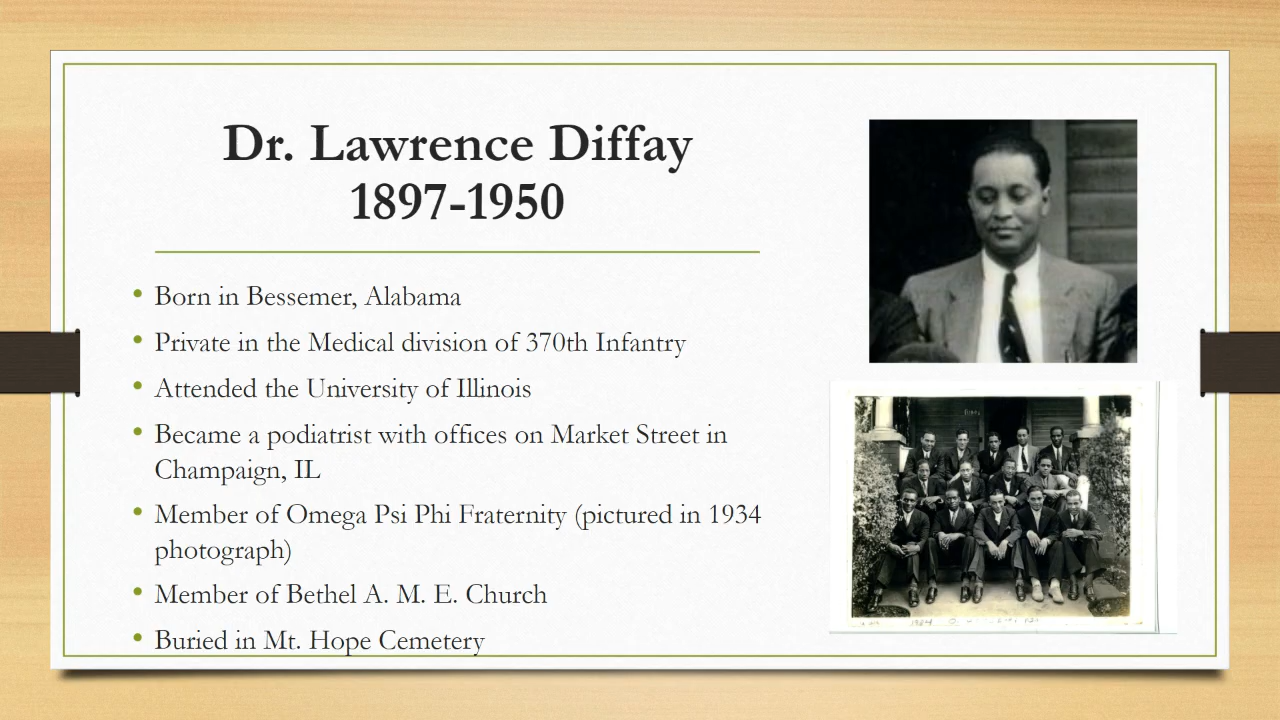 Dr. Lawrence Diffay
1897-1950
Born in Bessemer, Alabama
Private in the Medical division of 370th Infantry
Attended the University of Illinois
Became a podiatrist with offices on Market Street in
Champaign, IL
Member of Omega Psi Phi Fraternity (pictured in 1934
photograph)
Member of Bethel A. M. E. Church
Buried in Mt. Hope Cemetery
1934